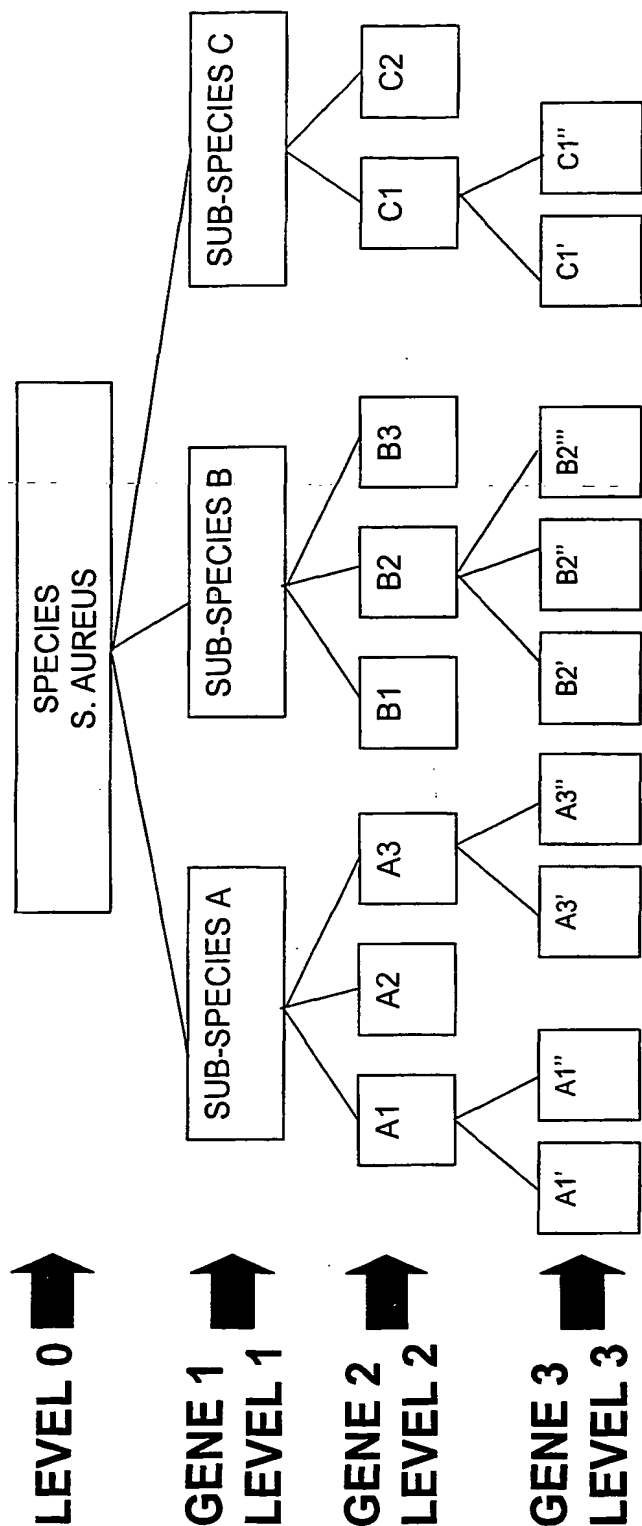 LEVEL 0
SPECIES
S. AUREUS
GENE 1
LEVEL 1
SUB-SPECIES A
SUB-SPECIES B
SUB-SPECIES C
GENE 2
LEVEL 2
A1
A2
A3
B1
B2
B3
C1
C2
GENE 3
LEVEL 3
A1'
A1"
A3'
A3"
B2'
B2"
B2'"
C1'
C1"